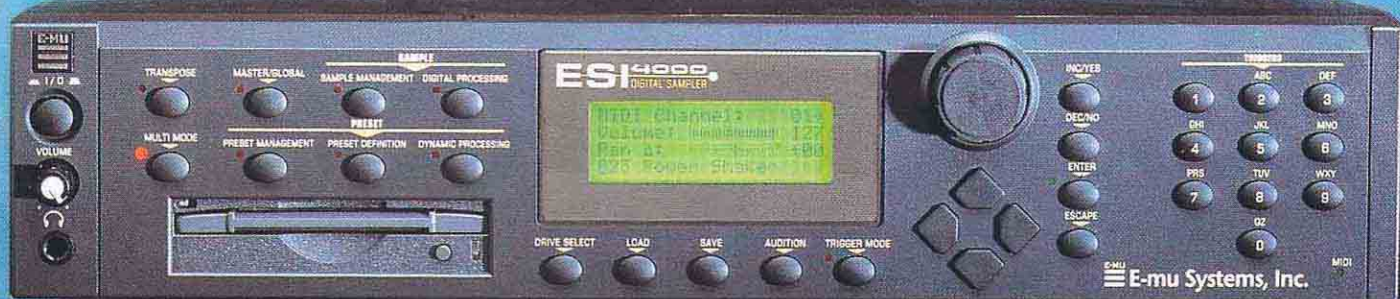 E-MU
I/O
VOLUME
TRANSPOSE
MASTER/GLOBAL
SAMPLE
SAMPLE MANAGEMENT
DIGITAL PROCESSING
MULTI MODE
PRESET
PRESET MANAGEMENT
PRESET DEFINITION
DYNAMIC PROCESSING
ESI 4000
DIGITAL SAMPLER
MIDI Channel: 01
Volume: 127
Pan Δ: +00
DRIVE SELECT
LOAD
SAVE
AUDITION
TRIGGER MODE
INC/YES
DEC/NO
ENTER
ESCAPE
TRIGGERS
ABC
DEF
1
2
3
GHI
JKL
MNO
4
5
6
PRS
TUV
WXY
7
8
9
QZ
0
E-MU
E-mu Systems, Inc.
MIDI